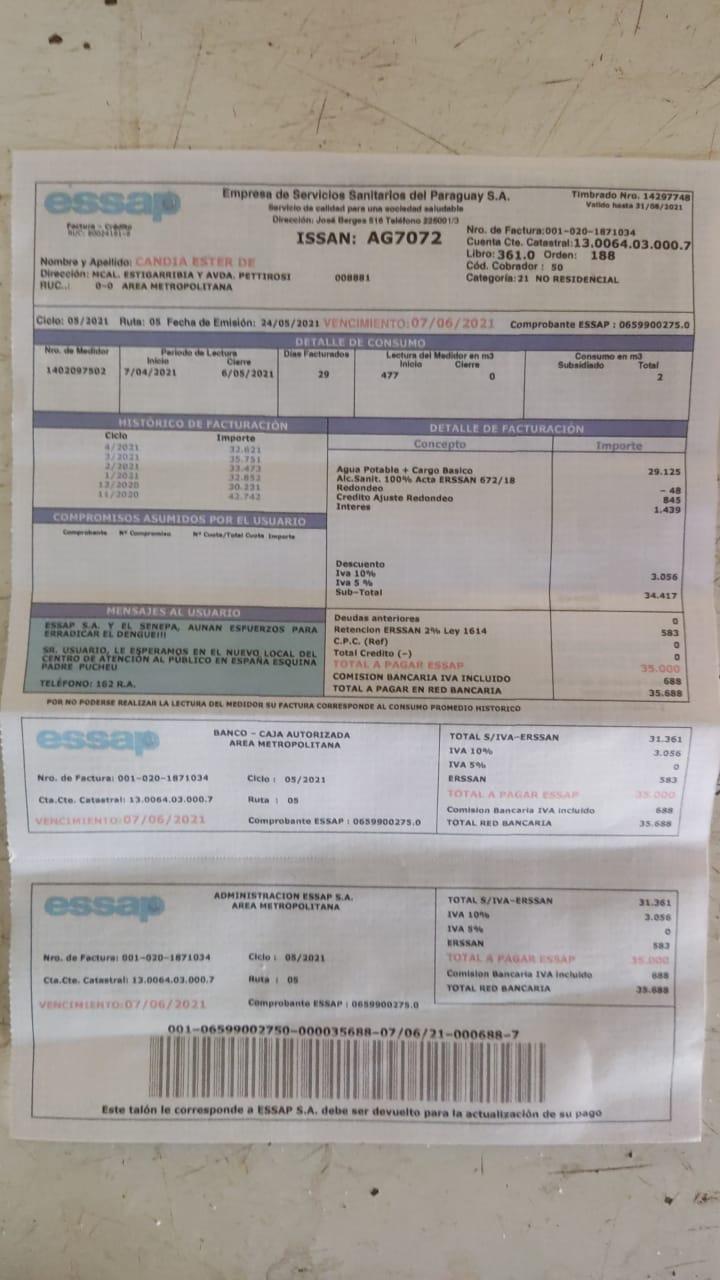 essap
Empresa de Servicios Sanitarios del Paraguay S.A.
Servicio de calidad para una sociedad saludable
Dirección: José Berges 516 Teléfono 225001/3
Timbrado Nro. 14297748
Valido hasta 31/08/2021
Factura - Crédito
ISSAN: AG7072
Nro. de Factura:001-020-1871034
Cuenta Cte. Catastral:13.0064.03.000.7
Libro: 361.0 Orden: 188
Cód. Cobrador : 50
Categoría: 21 NO RESIDENCIAL
Nombre y Apellido: CANDIA ESTER DE
Dirección: MCAL. ESTIGARRIBIA Y AVDA. PETTIROSI 008881
RUC..: 0-0 AREA METROPOLITANA
Ciclo: 05/2021 Ruta: 05 Fecha de Emisión: 24/05/2021 VENCIMIENTO:07/06/2021 Comprobante ESSAP : 0659900275.0
DETALLE DE CONSUMO
Nro. de Medidor Periodo de Lectura Días Facturados Lectura del Medidor en m3 Consumo en m3
Inicio Cierre Inicio Cierre Subsidiado Total
1402097502 7/04/2021 6/05/2021 29 477 0 2
HISTÓRICO DE FACTURACIÓN
Ciclo Importe
4/2021 32.621
3/2021 35.751
2/2021 33.473
1/2021 32.852
12/2020 30.231
11/2020 42.742
COMPROMISOS ASUMIDOS POR EL USUARIO
Comprobante Nº Compromiso Nº Cuota/Total Cuota Importe
DETALLE DE FACTURACIÓN
Concepto Importe
Agua Potable + Cargo Basico 29.125
Alc.Sanit. 100% Acta ERSSAN 672/18
Redondeo - 48
Credito Ajuste Redondeo 845
Interes 1.439
Descuento
Iva 10% 3.056
Iva 5 %
Sub-Total 34.417
MENSAJES AL USUARIO
ESSAP S.A. Y EL SENEPA, AUNAN ESFUERZOS PARA
ERRADICAR EL DENGUE!!!
SR. USUARIO, LE ESPERAMOS EN EL NUEVO LOCAL DEL
CENTRO DE ATENCIÓN AL PÚBLICO EN ESPAÑA ESQUINA
PADRE PUCHEU
TELÉFONO: 162 R.A.
Deudas anteriores 0
Retencion ERSSAN 2% Ley 1614 583
C.P.C. (Ref) 0
Total Credito (-) 0
TOTAL A PAGAR ESSAP 35.000
COMISION BANCARIA IVA INCLUIDO 688
TOTAL A PAGAR EN RED BANCARIA 35.688
POR NO PODERSE REALIZAR LA LECTURA DEL MEDIDOR SU FACTURA CORRESPONDE AL CONSUMO PROMEDIO HISTORICO
essap
BANCO - CAJA AUTORIZADA
AREA METROPOLITANA
Nro. de Factura: 001-020-1871034 Ciclo : 05/2021
Cta.Cte. Catastral: 13.0064.03.000.7 Ruta : 05
VENCIMIENTO:07/06/2021 Comprobante ESSAP : 0659900275.0
TOTAL S/IVA-ERSSAN 31.361
IVA 10% 3.056
IVA 5% 0
ERSSAN 583
TOTAL A PAGAR ESSAP 35.000
Comision Bancaria IVA incluido 688
TOTAL RED BANCARIA 35.688
essap
ADMINISTRACION ESSAP S.A.
AREA METROPOLITANA
Nro. de Factura: 001-020-1871034 Ciclo : 05/2021
Cta.Cte. Catastral: 13.0064.03.000.7 Ruta : 05
VENCIMIENTO:07/06/2021 Comprobante ESSAP : 0659900275.0
TOTAL S/IVA-ERSSAN 31.361
IVA 10% 3.056
IVA 5% 0
ERSSAN 583
TOTAL A PAGAR ESSAP 35.000
Comision Bancaria IVA incluido 688
TOTAL RED BANCARIA 35.688
001-06599002750-000035688-07/06/21-000688-7
Este talón le corresponde a ESSAP S.A. debe ser devuelto para la actualización de su pago